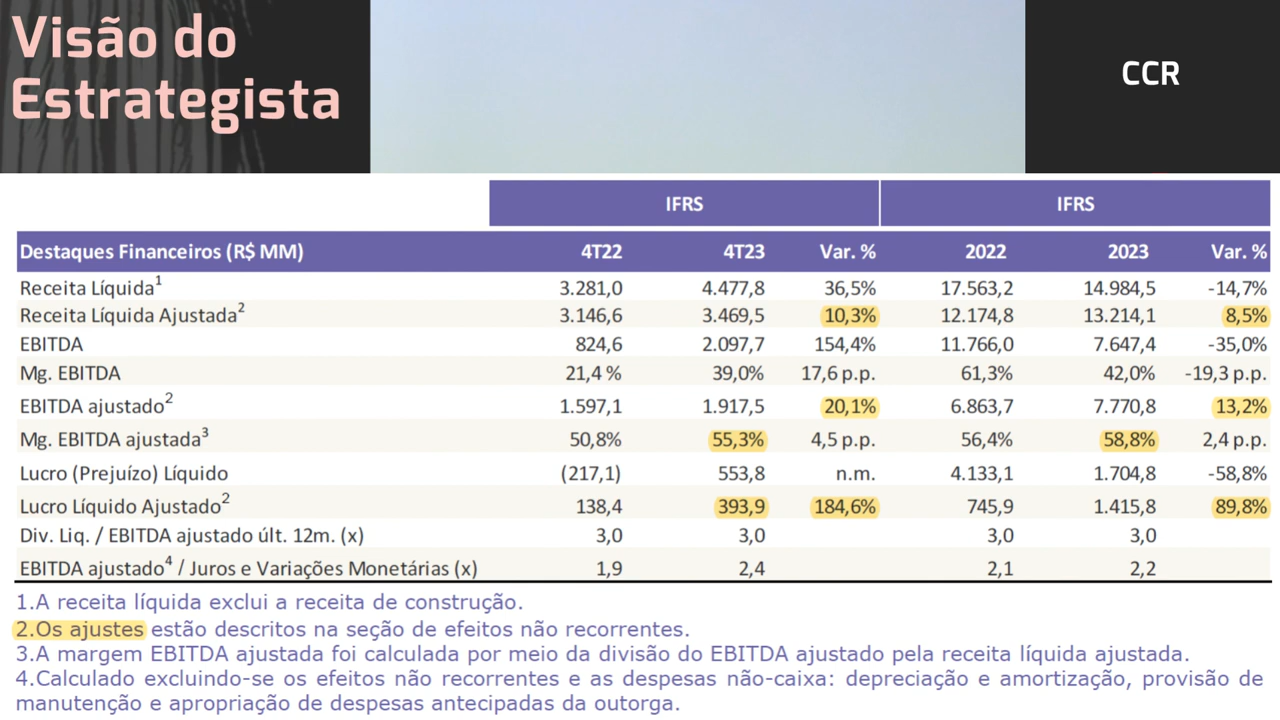 Visão do
Estrategista
CCR
IFRS IFRS
Destaques Financeiros (R$ MM) 4T22 4T23 Var. % 2022 2023 Var. %
Receita Líquida¹ 3.281,0 4.477,8 36,5% 17.563,2 14.984,5 -14,7%
Receita Líquida Ajustada² 3.146,6 3.469,5 10,3% 12.174,8 13.214,1 8,5%
EBITDA 824,6 2.097,7 154,4% 11.766,0 7.647,4 -35,0%
Mg. EBITDA 21,4 % 39,0% 17,6 p.p. 61,3% 42,0% -19,3 p.p.
EBITDA ajustado² 1.597,1 1.917,5 20,1% 6.863,7 7.770,8 13,2%
Mg. EBITDA ajustada³ 50,8% 55,3% 4,5 p.p. 56,4% 58,8% 2,4 p.p.
Lucro (Prejuízo) Líquido (217,1) 553,8 n.m. 4.133,1 1.704,8 -58,8%
Lucro Líquido Ajustado² 138,4 393,9 184,6% 745,9 1.415,8 89,8%
Div. Liq. / EBITDA ajustado últ. 12m. (x) 3,0 3,0 3,0 3,0
EBITDA ajustado⁴ / Juros e Variações Monetárias (x) 1,9 2,4 2,1 2,2
1.A receita líquida exclui a receita de construção.
2.Os ajustes estão descritos na seção de efeitos não recorrentes.
3.A margem EBITDA ajustada foi calculada por meio da divisão do EBITDA ajustado pela receita líquida ajustada.
4.Calculado excluindo-se os efeitos não recorrentes e as despesas não-caixa: depreciação e amortização, provisão de
manutenção e apropriação de despesas antecipadas da outorga.